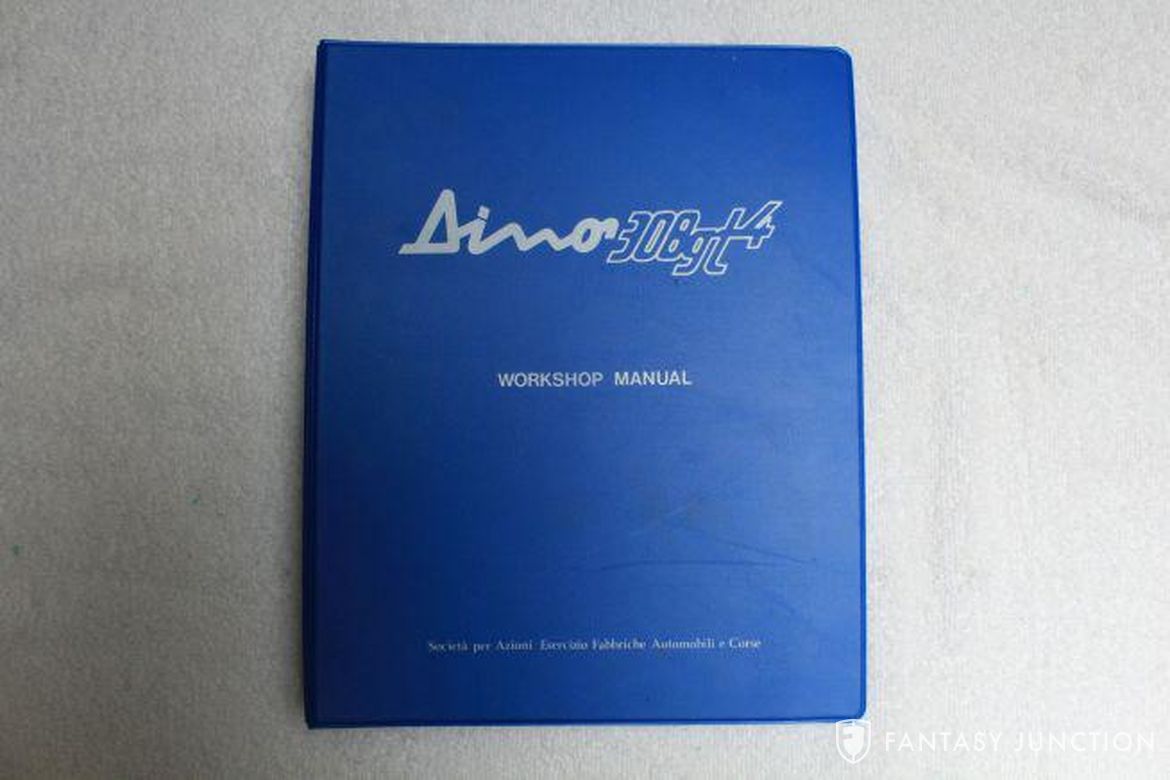 Dino 308gt4
WORKSHOP MANUAL
Società per Azioni Esercizio Fabbriche Automobili e Corse
FANTASY JUNCTION